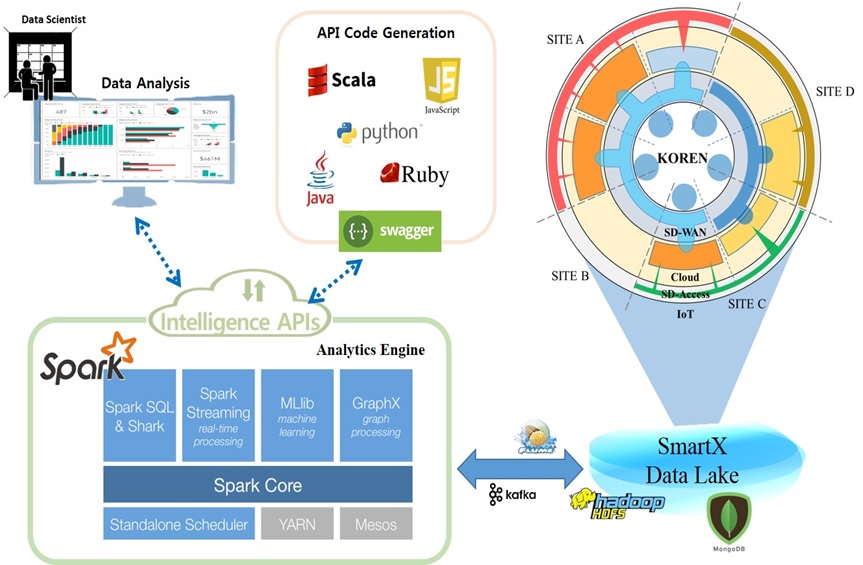 Data Scientist
Data Analysis
487
$2bn
$461M
API Code Generation
Scala
JS
JavaScript
python
Java
Ruby
{···} swagger
Intelligence APIs
Spark
Analytics Engine
Spark SQL
& Shark
Spark
Streaming
real-time
processing
MLlib
machine
learning
GraphX
graph
processing
Spark Core
Standalone Scheduler
YARN
Mesos
SITE A
SITE D
KOREN
SD-WAN
SITE B
Cloud
SD-Access
SITE C
IoT
flume
kafka
SmartX
Data Lake
hadoop
HDFS
MongoDB